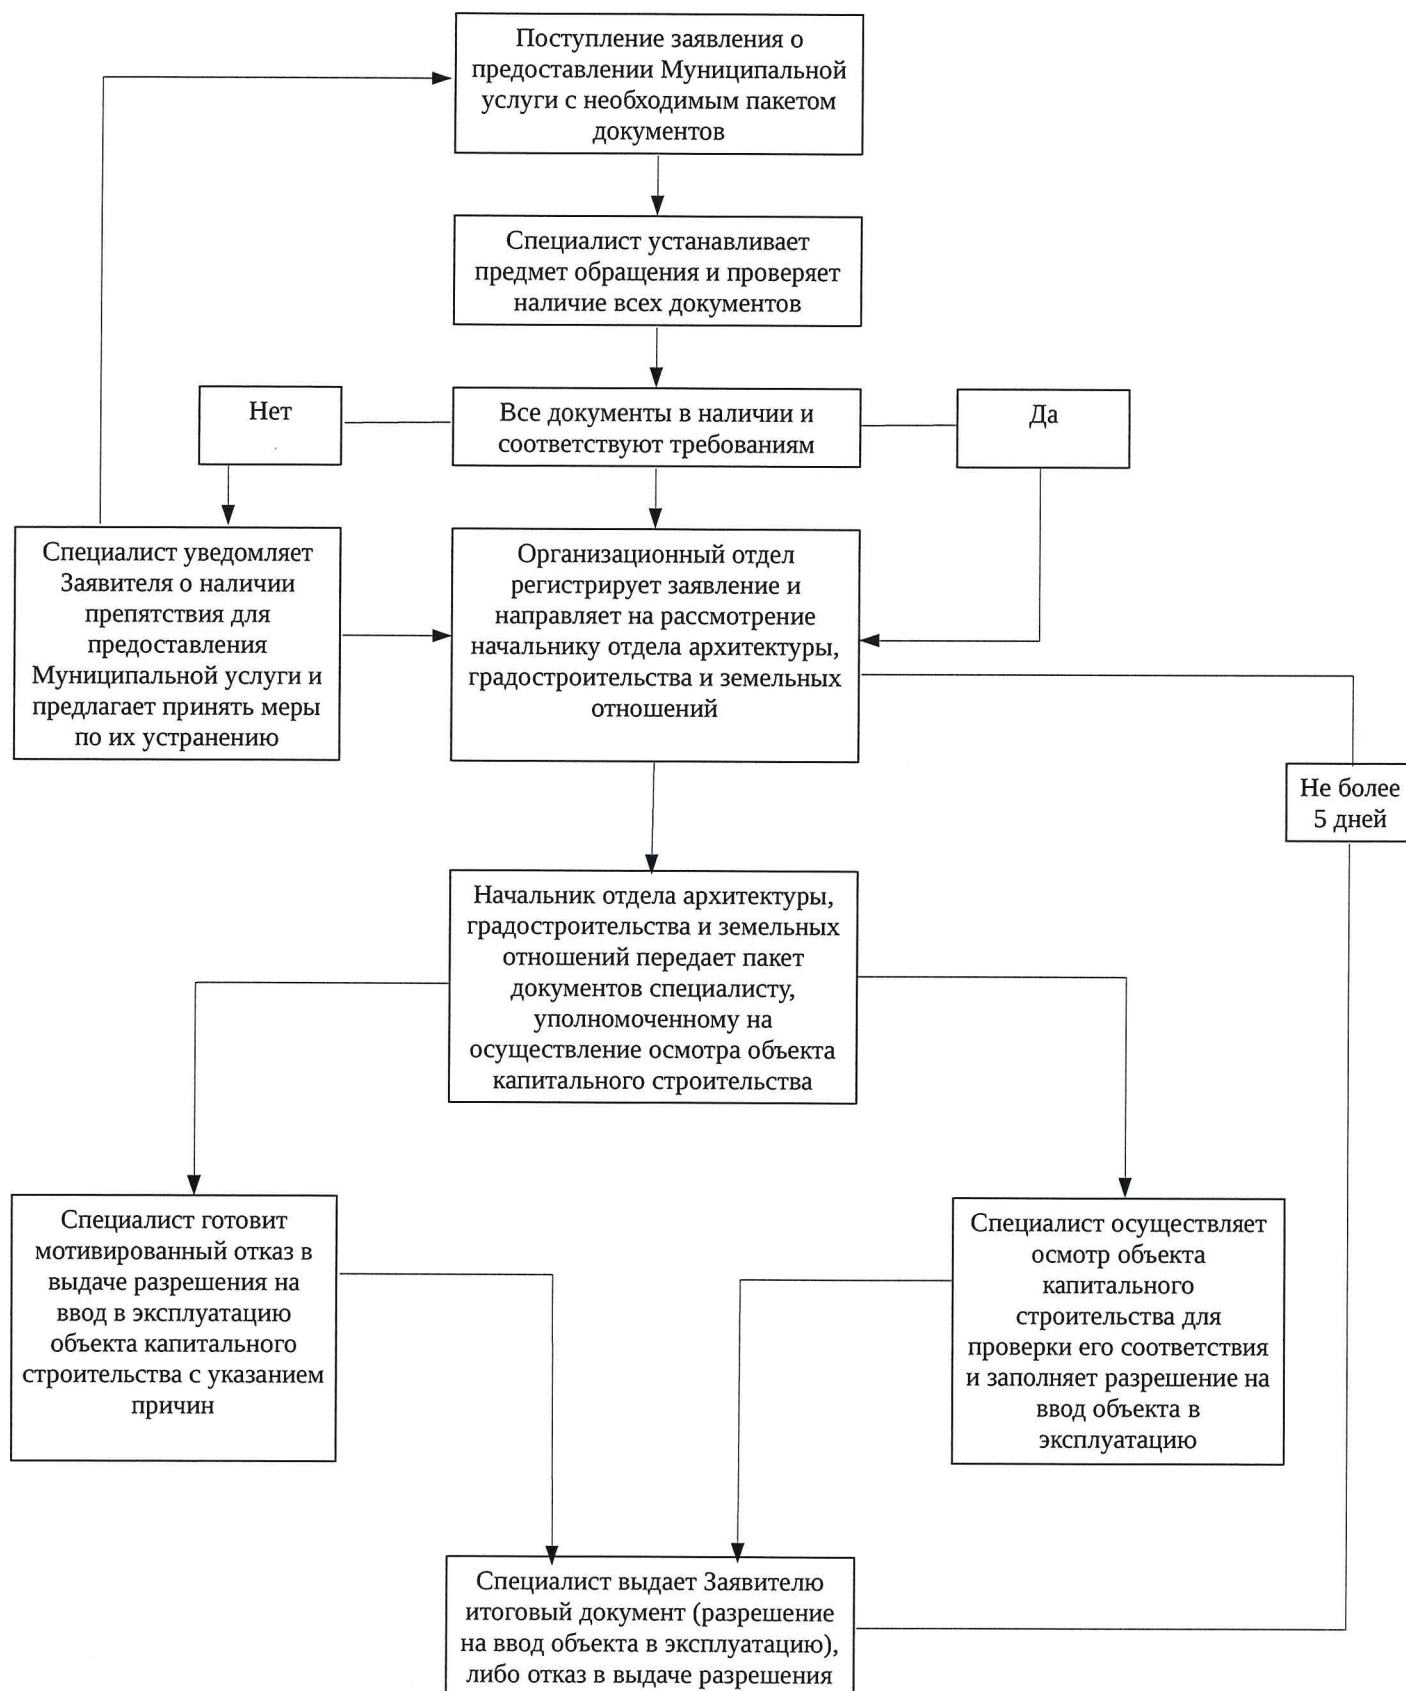 Поступление заявления о
предоставлении Муниципальной
услуги с необходимым пакетом
документов
Специалист устанавливает
предмет обращения и проверяет
наличие всех документов
Нет
Все документы в наличии и
соответствуют требованиям
Да
Специалист уведомляет
Заявителя о наличии
препятствия для
предоставления
Муниципальной услуги и
предлагает принять меры
по их устранению
Организационный отдел
регистрирует заявление и
направляет на рассмотрение
начальнику отдела архитектуры,
градостроительства и земельных
отношений
Не более
5 дней
Начальник отдела архитектуры,
градостроительства и земельных
отношений передает пакет
документов специалисту,
уполномоченному на
осуществление осмотра объекта
капитального строительства
Специалист готовит
мотивированный отказ в
выдаче разрешения на
ввод в эксплуатацию
объекта капитального
строительства с указанием
причин
Специалист осуществляет
осмотр объекта
капитального
строительства для
проверки его соответствия
и заполняет разрешение на
ввод объекта в
эксплуатацию
Специалист выдает Заявителю
итоговый документ (разрешение
на ввод объекта в эксплуатацию),
либо отказ в выдаче разрешения